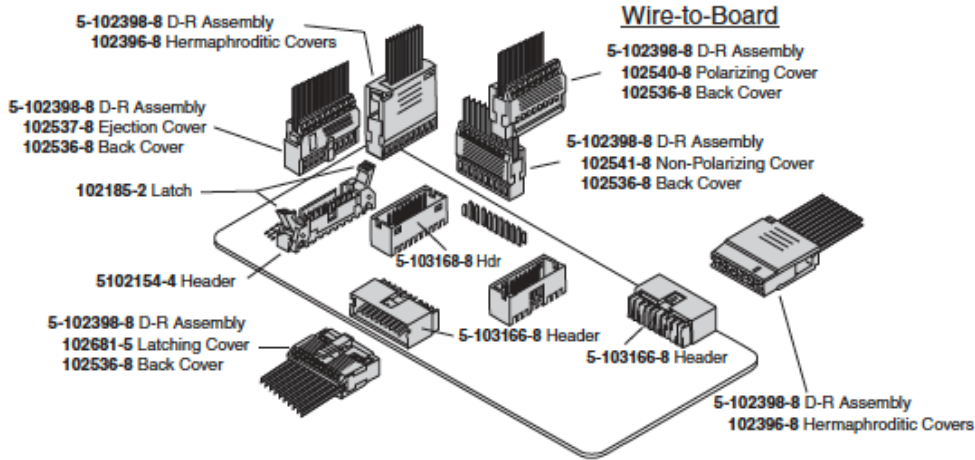 Wire-to-Board
5-102398-8 D-R Assembly
102396-8 Hermaphroditic Covers
5-102398-8 D-R Assembly
102540-8 Polarizing Cover
102536-8 Back Cover
5-102398-8 D-R Assembly
102537-8 Ejection Cover
102536-8 Back Cover
5-102398-8 D-R Assembly
102541-8 Non-Polarizing Cover
102536-8 Back Cover
102185-2 Latch
5-103168-8 Hdr
5102154-4 Header
5-102398-8 D-R Assembly
102681-5 Latching Cover
102536-8 Back Cover
5-103166-8 Header
5-103166-8 Header
5-102398-8 D-R Assembly
102396-8 Hermaphroditic Covers